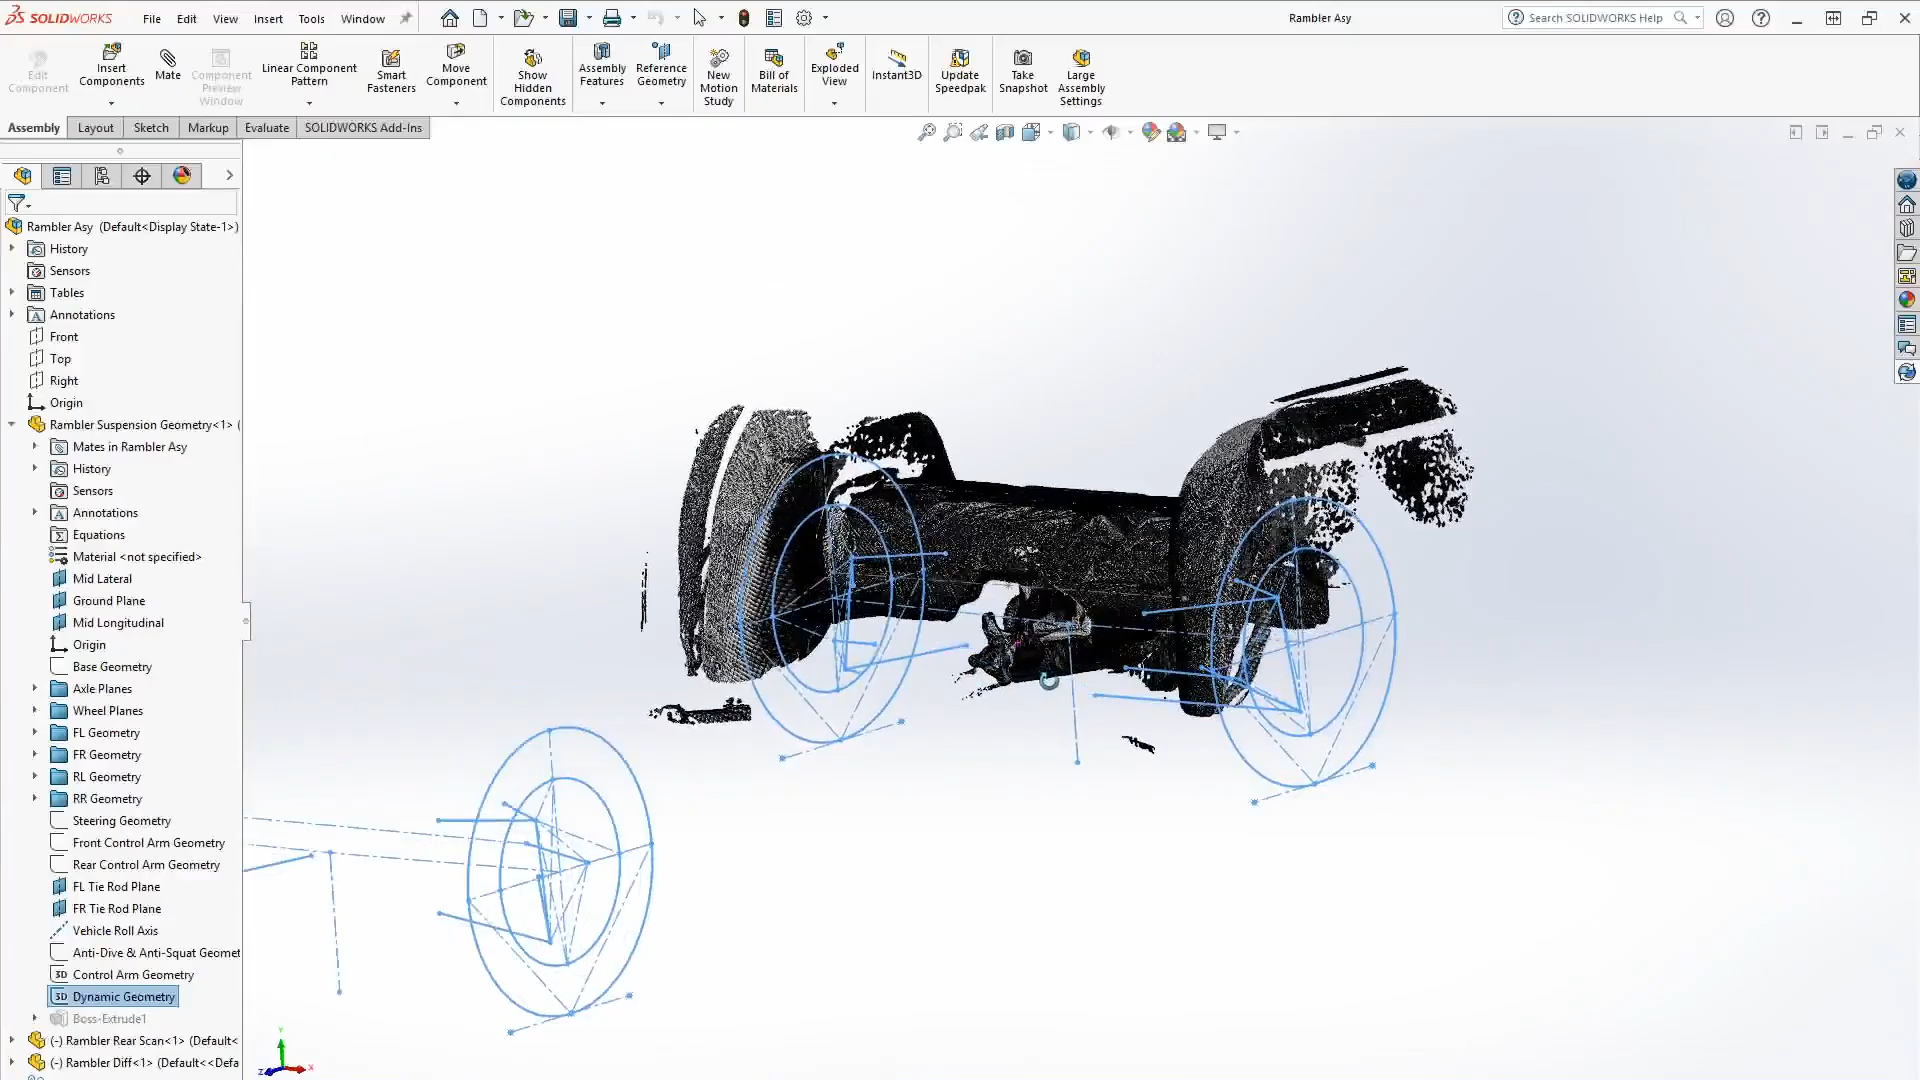 SOLIDWORKS File Edit View Insert Tools Window Rambler Asy Search SOLIDWORKS Help
Edit Component
Insert Components
Mate
Component Preview Window
Linear Component Pattern
Smart Fasteners
Move Component
Show Hidden Components
Assembly Features
Reference Geometry
New Motion Study
Bill of Materials
Exploded View
Instant3D
Update Speedpak
Take Snapshot
Large Assembly Settings
Assembly Layout Sketch Markup Evaluate SOLIDWORKS Add-Ins
Rambler Asy (Default<Display State-1>)
History
Sensors
Tables
Annotations
Front
Top
Right
Origin
Rambler Suspension Geometry<1> (
Mates in Rambler Asy
History
Sensors
Annotations
Equations
Material <not specified>
Mid Lateral
Ground Plane
Mid Longitudinal
Origin
Base Geometry
Axle Planes
Wheel Planes
FL Geometry
FR Geometry
RL Geometry
RR Geometry
Steering Geometry
Front Control Arm Geometry
Rear Control Arm Geometry
FL Tie Rod Plane
FR Tie Rod Plane
Vehicle Roll Axis
Anti-Dive & Anti-Squat Geomet
3D Control Arm Geometry
3D Dynamic Geometry
Boss-Extrude1
(-) Rambler Rear Scan<1> (Default<
(-) Rambler Diff<1> (Default<<Defa
Y
Z X